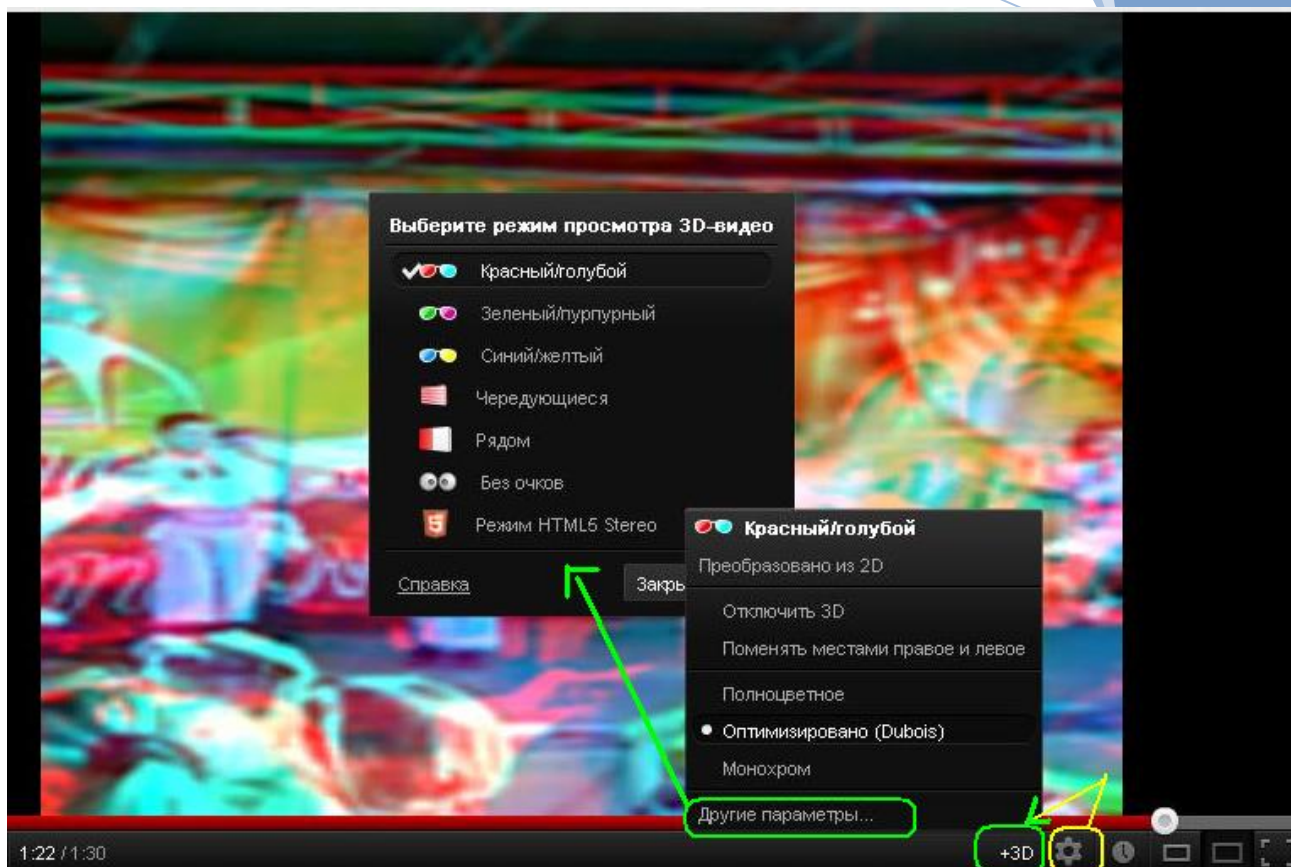 Выберите режим просмотра 3D-видео
Красный/голубой
Зеленый/пурпурный
Синий/желтый
Чередующиеся
Рядом
Без очков
Режим HTML5 Stereo
Справка
Закры
Красный/голубой
Преобразовано из 2D
Отключить 3D
Поменять местами правое и левое
Полноцветное
Оптимизировано (Dubois)
Монохром
Другие параметры...
1:22 / 1:30
+3D